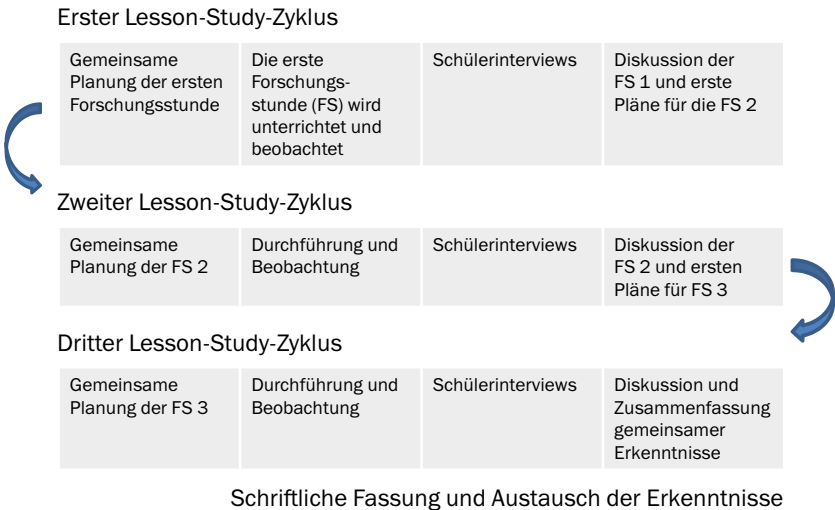 Erster Lesson-Study-Zyklus
Gemeinsame
Planung der ersten
Forschungsstunde
Die erste
Forschungs-
stunde (FS) wird
unterrichtet und
beobachtet
Schülerinterviews
Diskussion der
FS 1 und erste
Pläne für die FS 2
Zweiter Lesson-Study-Zyklus
Gemeinsame
Planung der FS 2
Durchführung und
Beobachtung
Schülerinterviews
Diskussion der
FS 2 und ersten
Pläne für FS 3
Dritter Lesson-Study-Zyklus
Gemeinsame
Planung der FS 3
Durchführung und
Beobachtung
Schülerinterviews
Diskussion und
Zusammenfassung
gemeinsamer
Erkenntnisse
Schriftliche Fassung und Austausch der Erkenntnisse